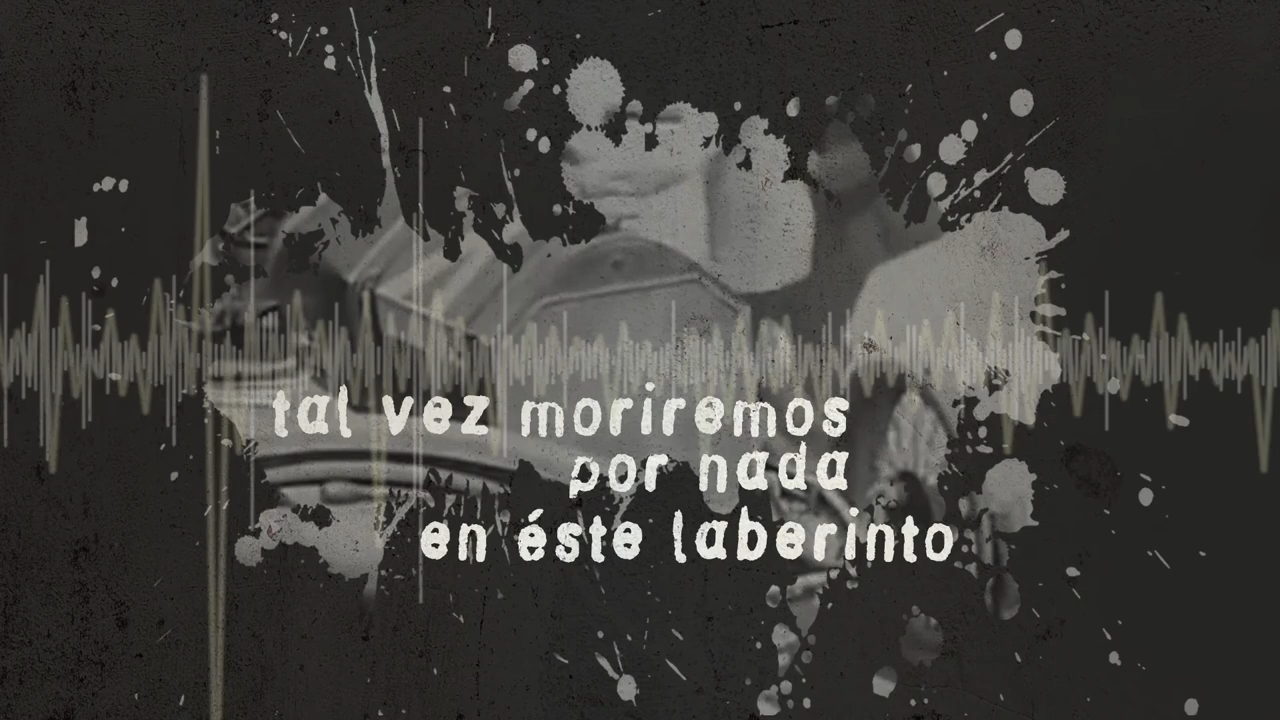 tal vez moriremos
por nada
en éste laberinto